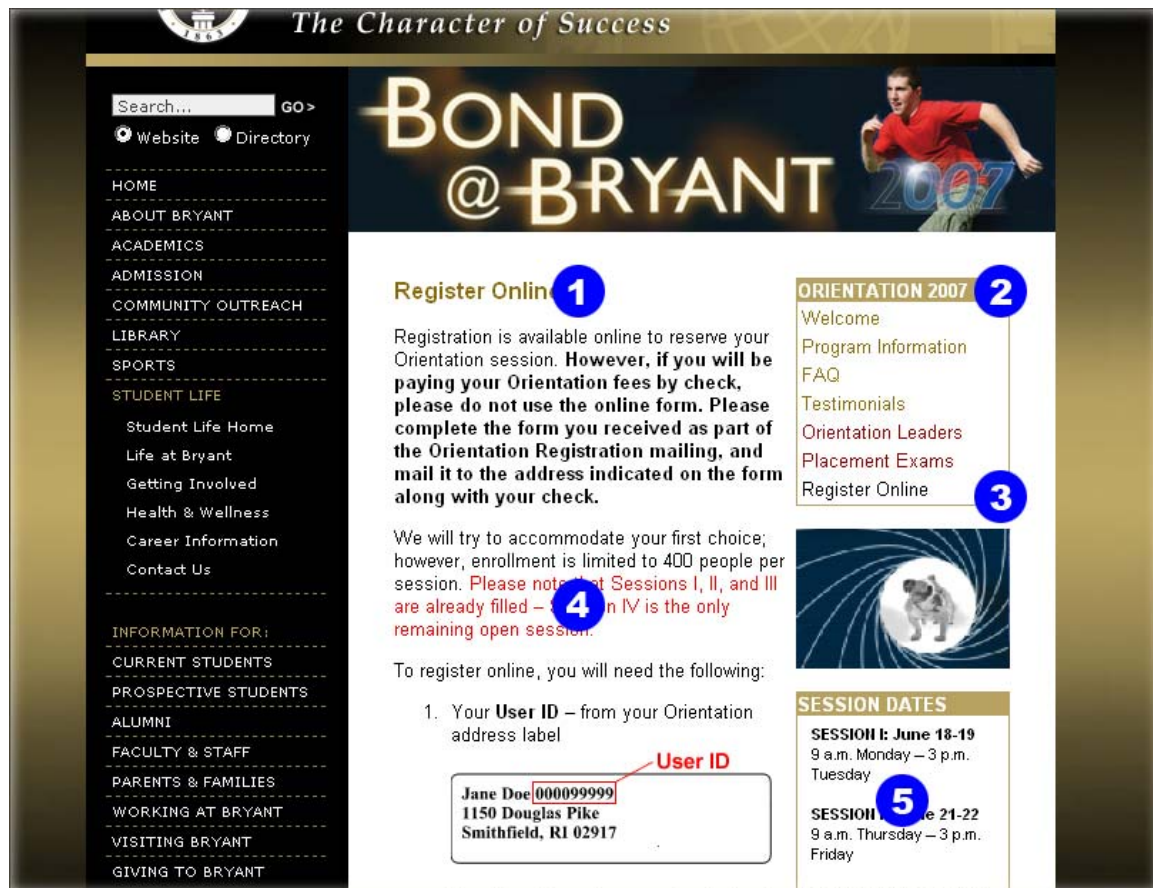 1863
The Character of Success
Search...
GO>
Website Directory
HOME
ABOUT BRYANT
ACADEMICS
ADMISSION
COMMUNITY OUTREACH
LIBRARY
SPORTS
STUDENT LIFE
Student Life Home
Life at Bryant
Getting Involved
Health & Wellness
Career Information
Contact Us
INFORMATION FOR:
CURRENT STUDENTS
PROSPECTIVE STUDENTS
ALUMNI
FACULTY & STAFF
PARENTS & FAMILIES
WORKING AT BRYANT
VISITING BRYANT
GIVING TO BRYANT
BOND
@ BRYANT
2007
Register Online
1
Registration is available online to reserve your
Orientation session. However, if you will be
paying your Orientation fees by check,
please do not use the online form. Please
complete the form you received as part of
the Orientation Registration mailing, and
mail it to the address indicated on the form
along with your check.
We will try to accommodate your first choice;
however, enrollment is limited to 400 people per
session. Please note that Sessions I, II, and III
are already filled – Session IV is the only
remaining open session.
4
To register online, you will need the following:
1. Your User ID – from your Orientation
address label
User ID
Jane Doe 000099999
1150 Douglas Pike
Smithfield, RI 02917
ORIENTATION 2007
2
Welcome
Program Information
FAQ
Testimonials
Orientation Leaders
Placement Exams
Register Online
3
SESSION DATES
SESSION I: June 18-19
9 a.m. Monday – 3 p.m.
Tuesday
5
SESSION 21-22
9 a.m. Thursday – 3 p.m.
Friday